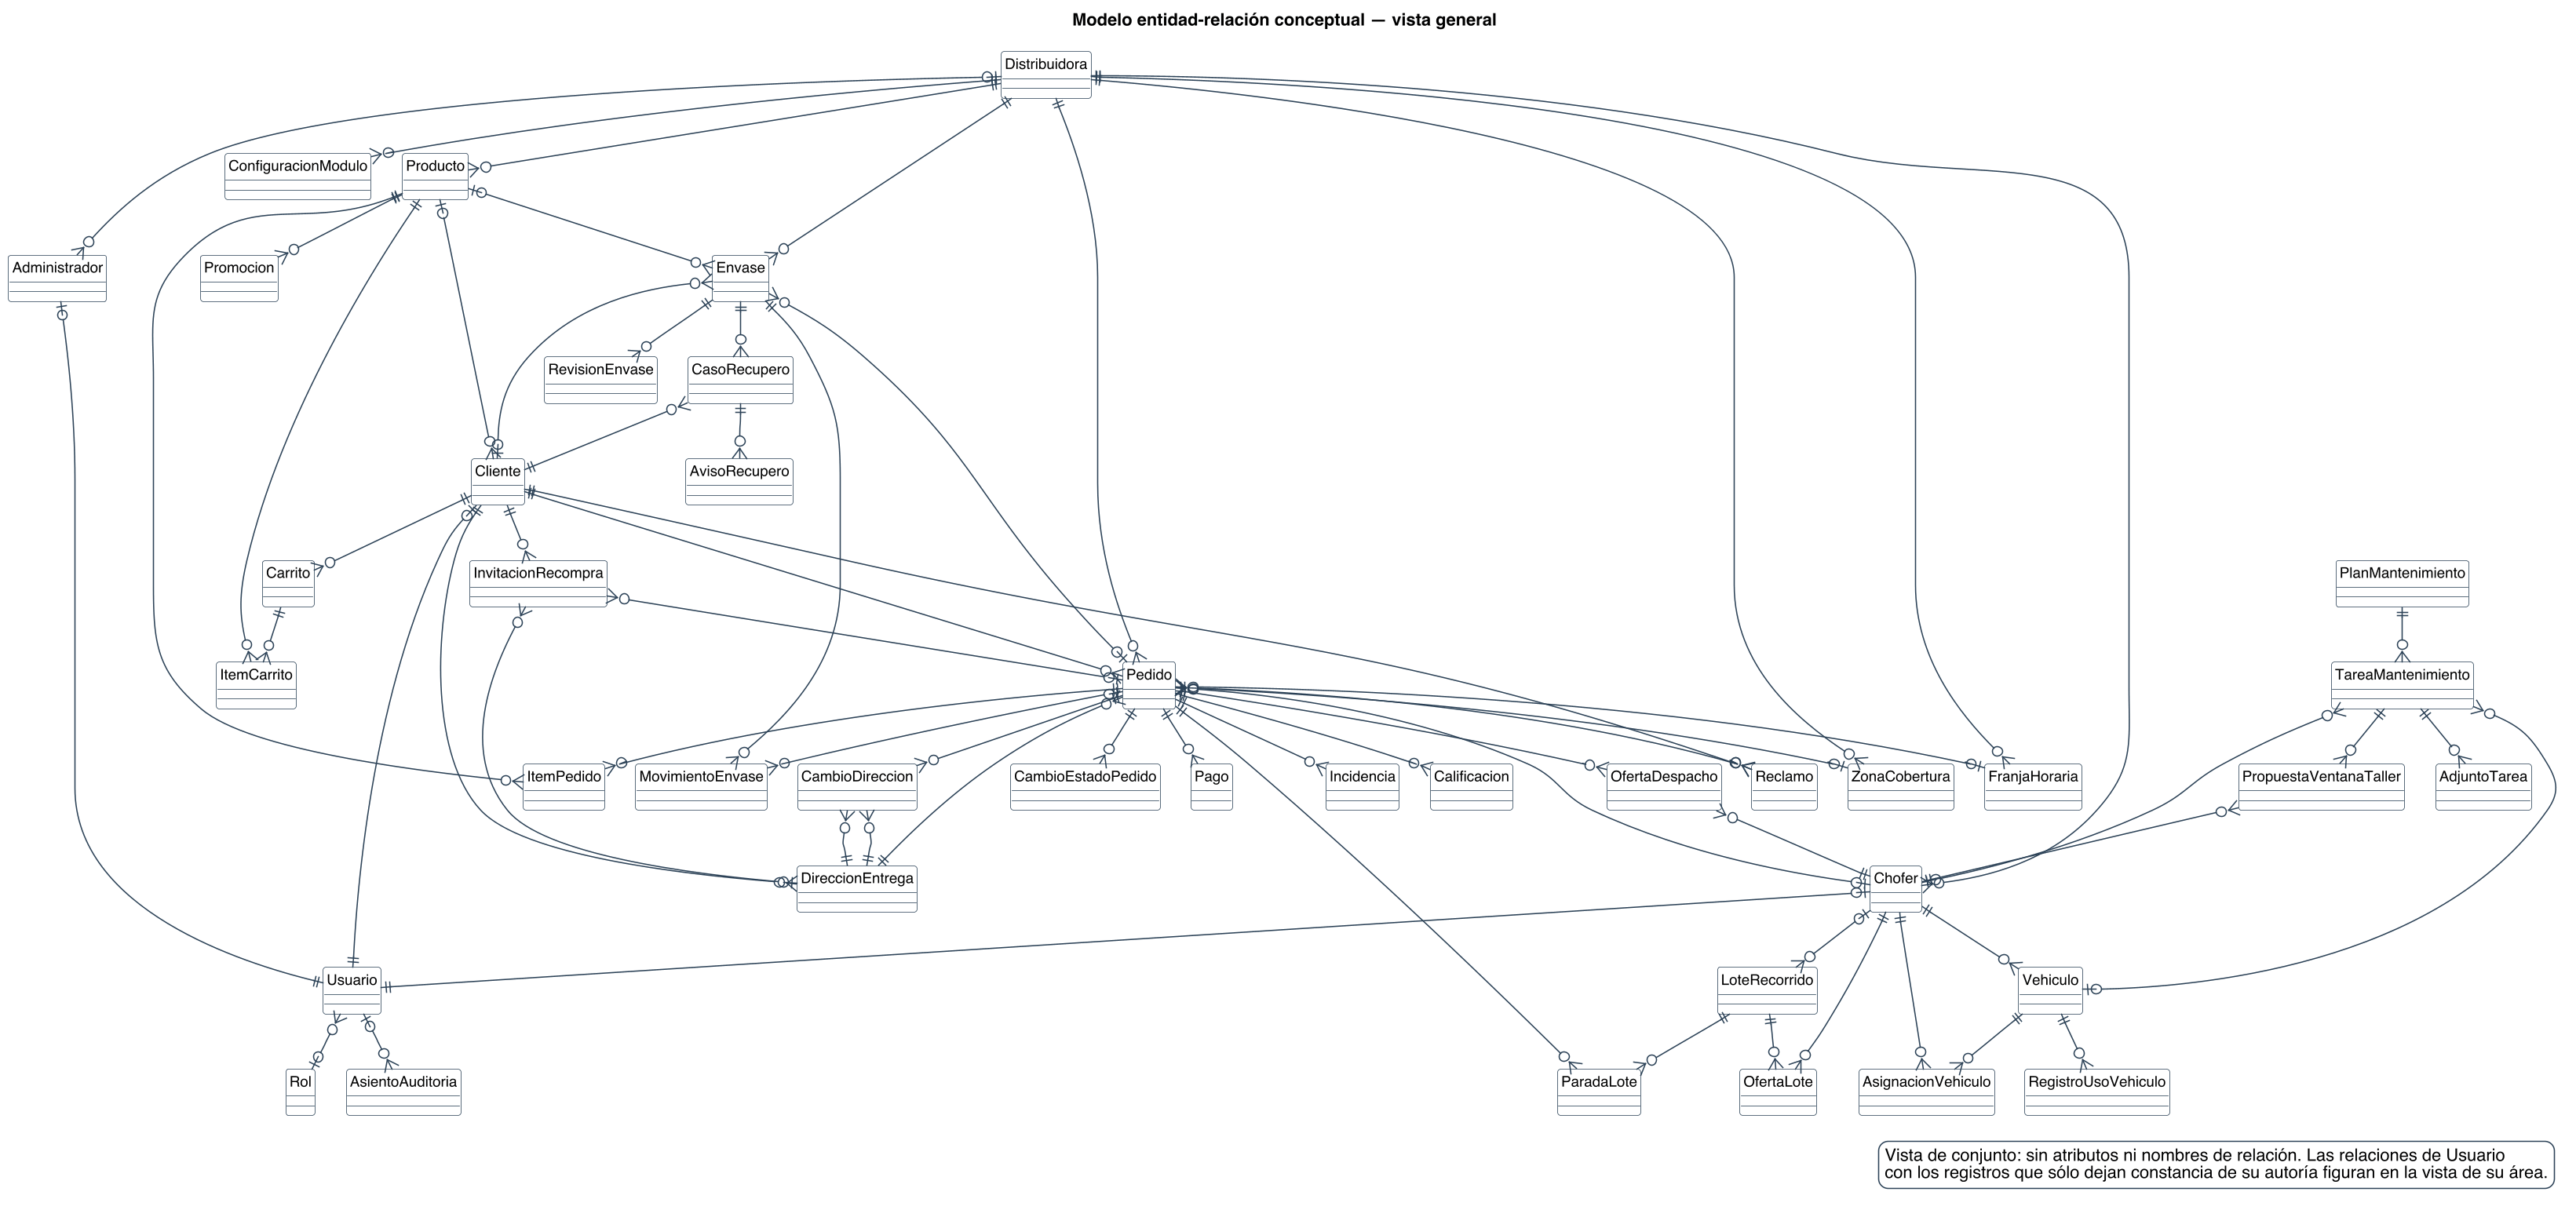 Modelo entidad-relación conceptual — vista general
Distribuidora
ConfiguracionModulo
Producto
Administrador
Promocion
Envase
RevisionEnvase
CasoRecupero
Cliente
AvisoRecupero
Carrito
InvitacionRecompra
PlanMantenimiento
ItemCarrito
Pedido
TareaMantenimiento
ItemPedido
MovimientoEnvase
CambioDireccion
CambioEstadoPedido
Pago
Incidencia
Calificacion
OfertaDespacho
Reclamo
ZonaCobertura
FranjaHoraria
PropuestaVentanaTaller
AdjuntoTarea
DireccionEntrega
Chofer
Usuario
LoteRecorrido
Vehiculo
Rol
AsientoAuditoria
ParadaLote
OfertaLote
AsignacionVehiculo
RegistroUsoVehiculo
Vista de conjunto: sin atributos ni nombres de relación. Las relaciones de Usuario
con los registros que sólo dejan constancia de su autoría figuran en la vista de su área.